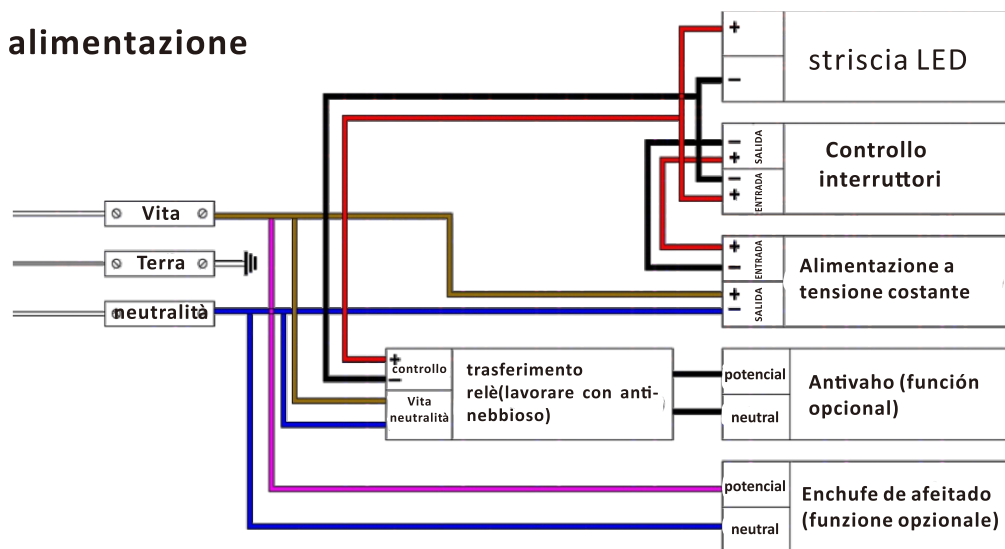 alimentazione
+
−
striscia LED
−
+
SALIDA
−
+
ENTRADA
Controllo
interruttori
Vita
Terra
neutralità
+
−
ENTRADA
+
−
SALIDA
Alimentazione a
tensione costante
+
controllo
−
Vita
neutralità
trasferimento
relè(lavorare con anti-
nebbioso)
potencial
neutral
Antivaho (función
opcional)
potencial
neutral
Enchufe de afeitado
(funzione opzionale)